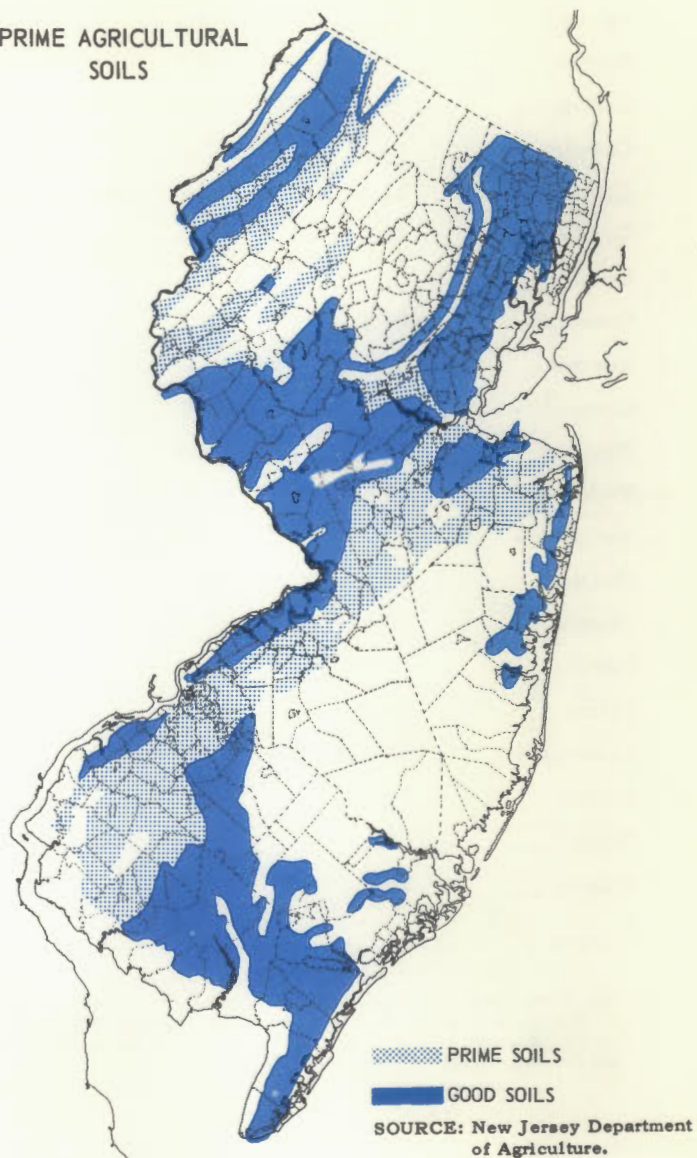 PRIME AGRICULTURAL
SOILS
PRIME SOILS
GOOD SOILS
SOURCE: New Jersey Department
of Agriculture.